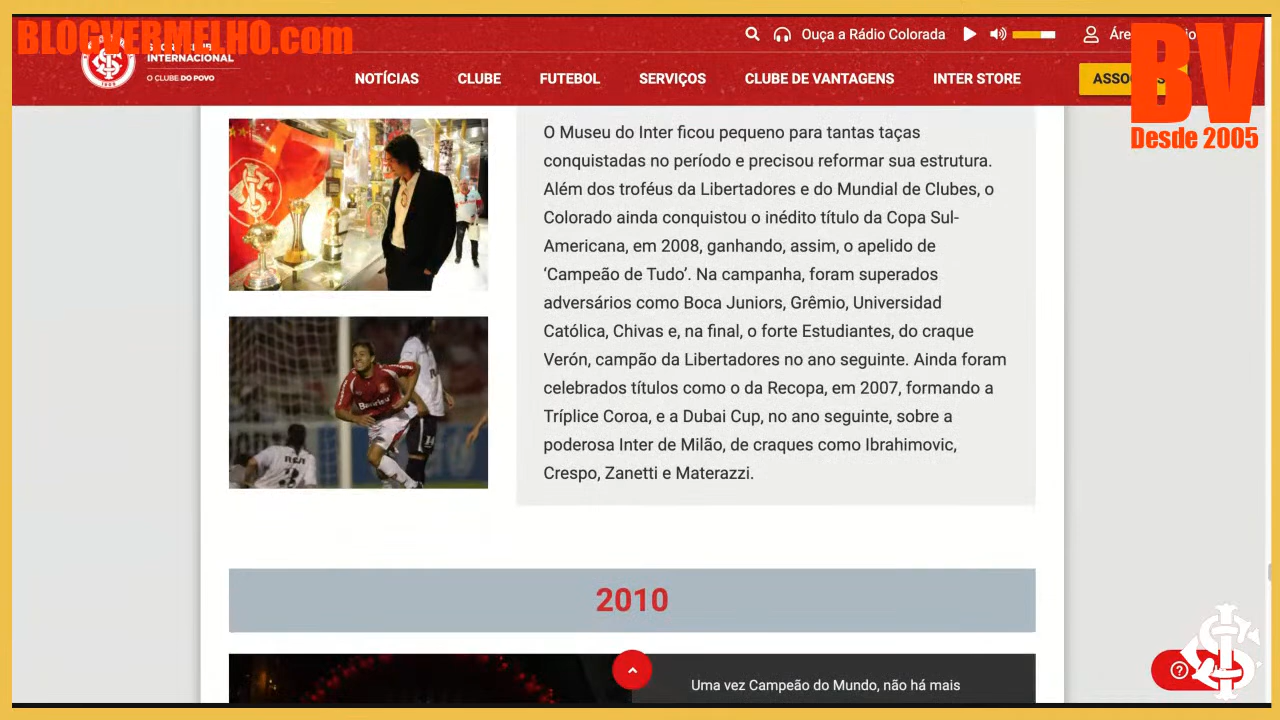 BLOGVERMELHO.com
INTERNACIONAL
O CLUBE DO POVO
Ouça a Rádio Colorada
BV
Desde 2005
NOTÍCIAS
CLUBE
FUTEBOL
SERVIÇOS
CLUBE DE VANTAGENS
INTER STORE
O Museu do Inter ficou pequeno para tantas taças
conquistadas no período e precisou reformar sua estrutura.
Além dos troféus da Libertadores e do Mundial de Clubes, o
Colorado ainda conquistou o inédito título da Copa Sul-
Americana, em 2008, ganhando, assim, o apelido de
‘Campeão de Tudo’. Na campanha, foram superados
adversários como Boca Juniors, Grêmio, Universidad
Católica, Chivas e, na final, o forte Estudiantes, do craque
Verón, campão da Libertadores no ano seguinte. Ainda foram
celebrados títulos como o da Recopa, em 2007, formando a
Tríplice Coroa, e a Dubai Cup, no ano seguinte, sobre a
poderosa Inter de Milão, de craques como Ibrahimovic,
Crespo, Zanetti e Materazzi.
2010
Uma vez Campeão do Mundo, não há mais